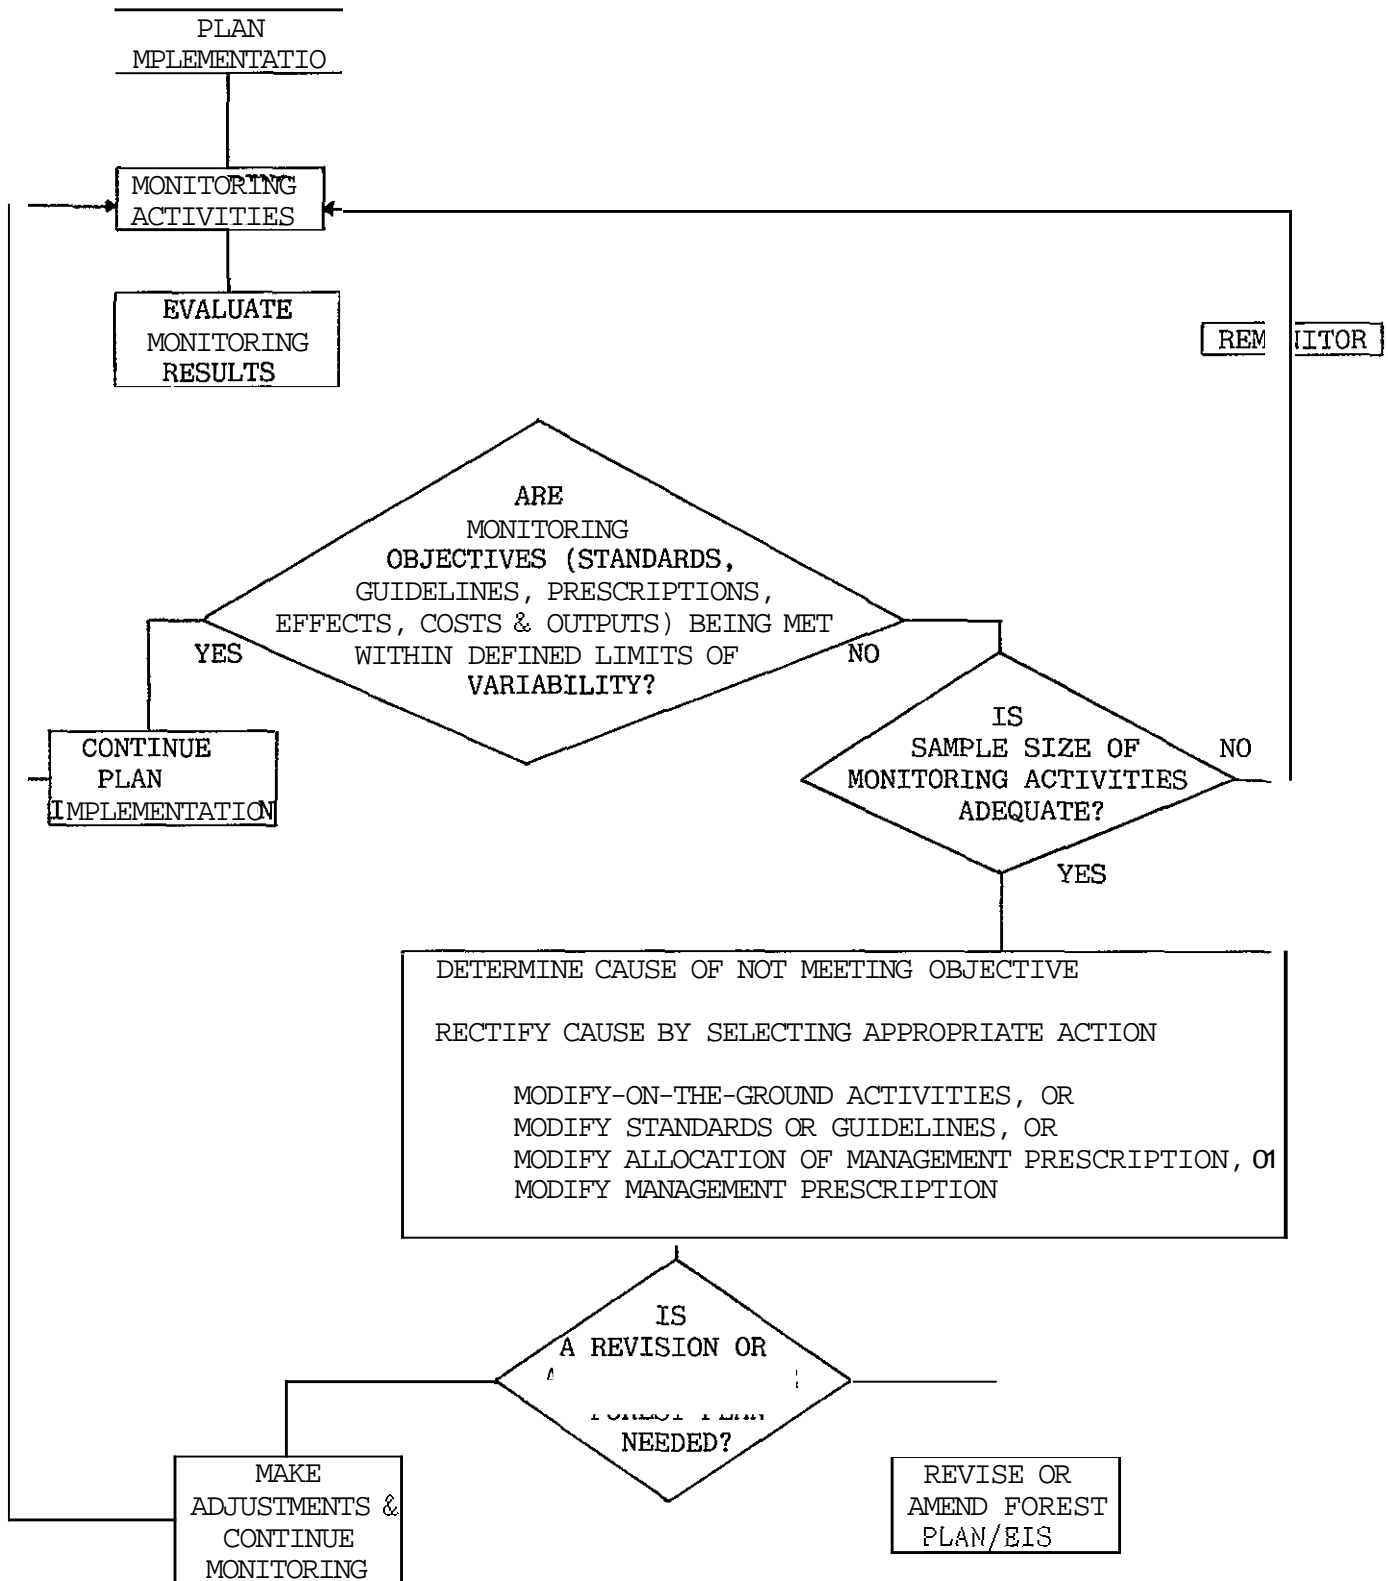 PLAN
MPLEMENTATIO
MONITORING
ACTIVITIES
EVALUATE
MONITORING
RESULTS
REM ITOR
ARE
MONITORING
OBJECTIVES (STANDARDS,
GUIDELINES, PRESCRIPTIONS,
EFFECTS, COSTS & OUTPUTS) BEING MET
WITHIN DEFINED LIMITS OF
VARIABILITY?
YES
NO
CONTINUE
PLAN
IMPLEMENTATION
IS
SAMPLE SIZE OF
MONITORING ACTIVITIES
ADEQUATE?
NO
YES
DETERMINE CAUSE OF NOT MEETING OBJECTIVE
RECTIFY CAUSE BY SELECTING APPROPRIATE ACTION
MODIFY-ON-THE-GROUND ACTIVITIES, OR
MODIFY STANDARDS OR GUIDELINES, OR
MODIFY ALLOCATION OF MANAGEMENT PRESCRIPTION, O1
MODIFY MANAGEMENT PRESCRIPTION
IS
A REVISION OR
FOREST PLAN
NEEDED?
MAKE
ADJUSTMENTS &
CONTINUE
MONITORING
REVISE OR
AMEND FOREST
PLAN/EIS